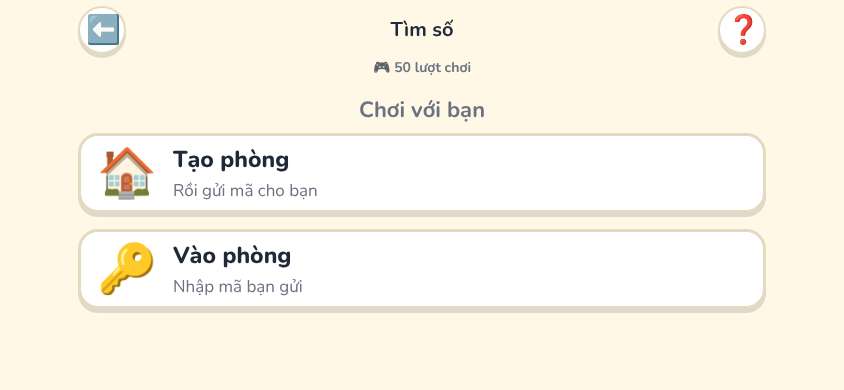 Tìm số
50 lượt chơi
Chơi với bạn
Tạo phòng
Rồi gửi mã cho bạn
Vào phòng
Nhập mã bạn gửi